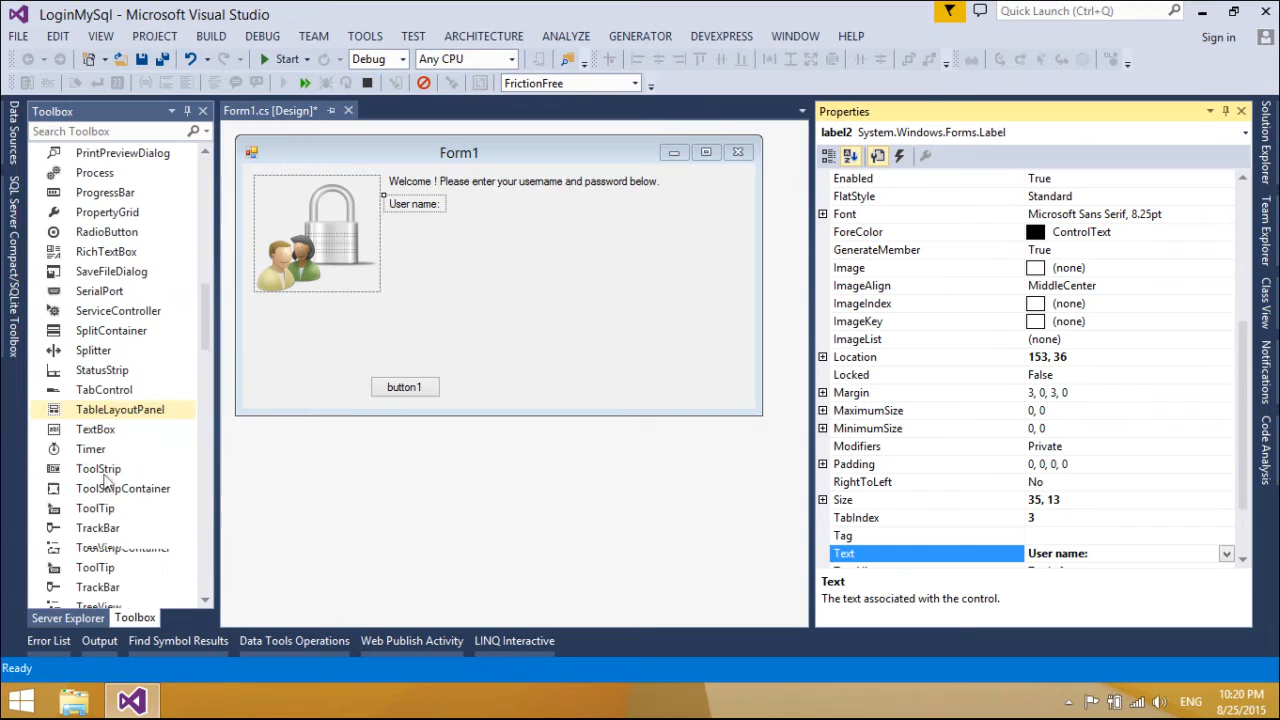 LoginMySql - Microsoft Visual Studio
Quick Launch (Ctrl+Q)
FILE EDIT VIEW PROJECT BUILD DEBUG TEAM TOOLS TEST ARCHITECTURE ANALYZE GENERATOR DEVEXPRESS WINDOW HELP
Sign in
Start Debug Any CPU
FrictionFree
Data Sources
SQL Server Compact/SQLite Toolbox
Toolbox
Search Toolbox
PrintPreviewDialog
Process
ProgressBar
PropertyGrid
RadioButton
RichTextBox
SaveFileDialog
SerialPort
ServiceController
SplitContainer
Splitter
StatusStrip
TabControl
TableLayoutPanel
TextBox
Timer
ToolStrip
ToolStripContainer
ToolTip
TrackBar
ToolTip
TrackBar
TreeView
Server Explorer Toolbox
Form1.cs [Design]*
Form1
Welcome ! Please enter your username and password below.
User name:
button1
Properties
label2 System.Windows.Forms.Label
Enabled True
FlatStyle Standard
Font Microsoft Sans Serif, 8.25pt
ForeColor ControlText
GenerateMember True
Image (none)
ImageAlign MiddleCenter
ImageIndex (none)
ImageKey (none)
ImageList (none)
Location 153, 36
Locked False
Margin 3, 0, 3, 0
MaximumSize 0, 0
MinimumSize 0, 0
Modifiers Private
Padding 0, 0, 0, 0
RightToLeft No
Size 35, 13
TabIndex 3
Tag
Text User name:
Text
The text associated with the control.
Solution Explorer
Team Explorer
Class View
Notifications
Code Analysis
Error List Output Find Symbol Results Data Tools Operations Web Publish Activity LINQ Interactive
Ready
ENG
10:20 PM
8/25/2015